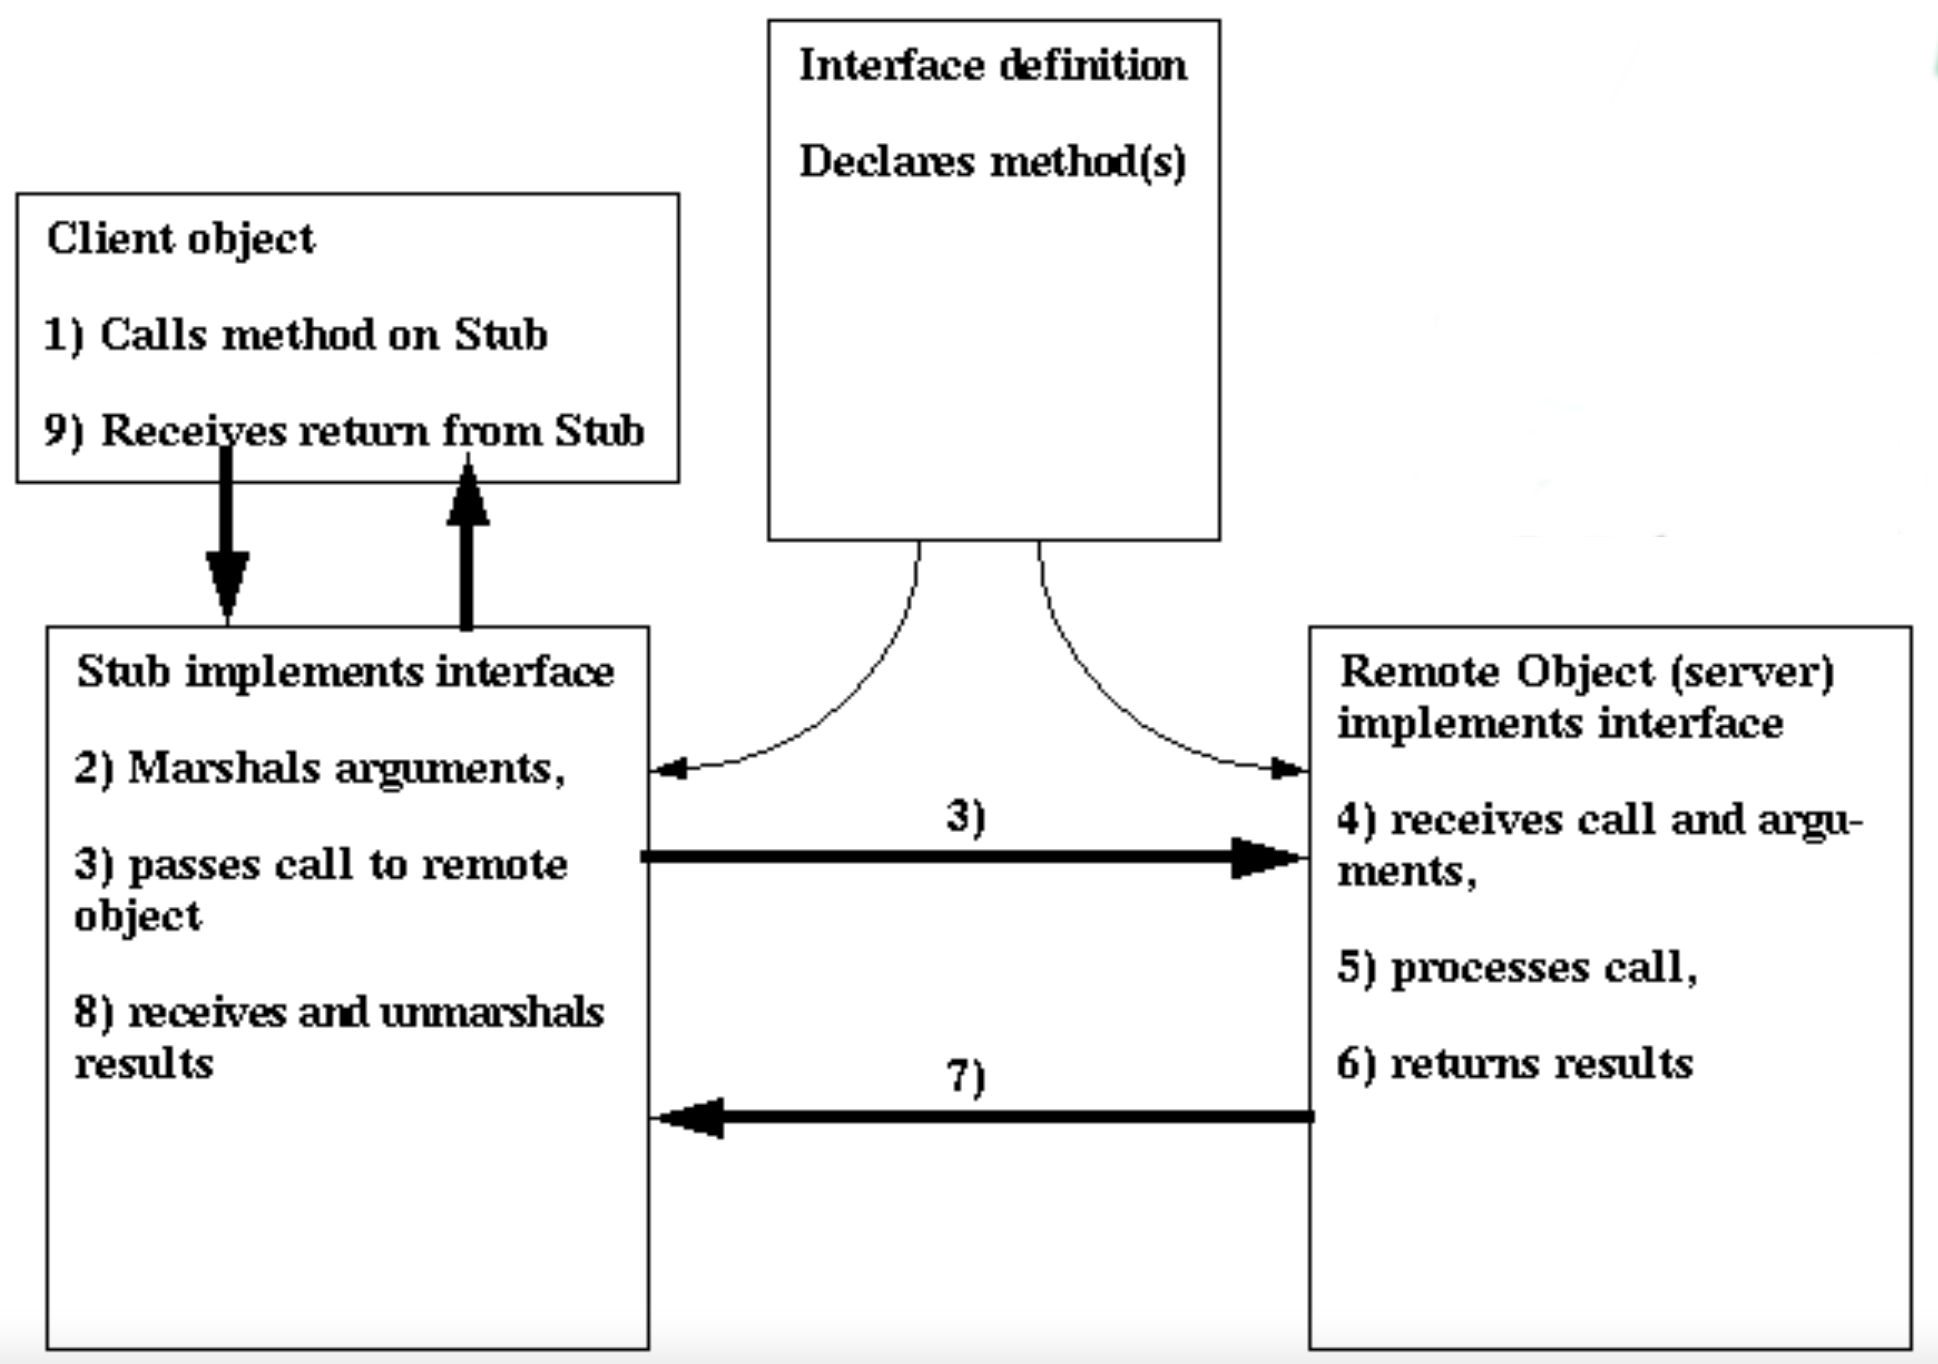 Interface definition
Declares method(s)
Client object
1) Calls method on Stub
9) Receives return from Stub
Stub implements interface
2) Marshals arguments,
3) passes call to remote
object
8) receives and unmarshals
results
3)
7)
Remote Object (server)
implements interface
4) receives call and argu-
ments,
5) processes call,
6) returns results